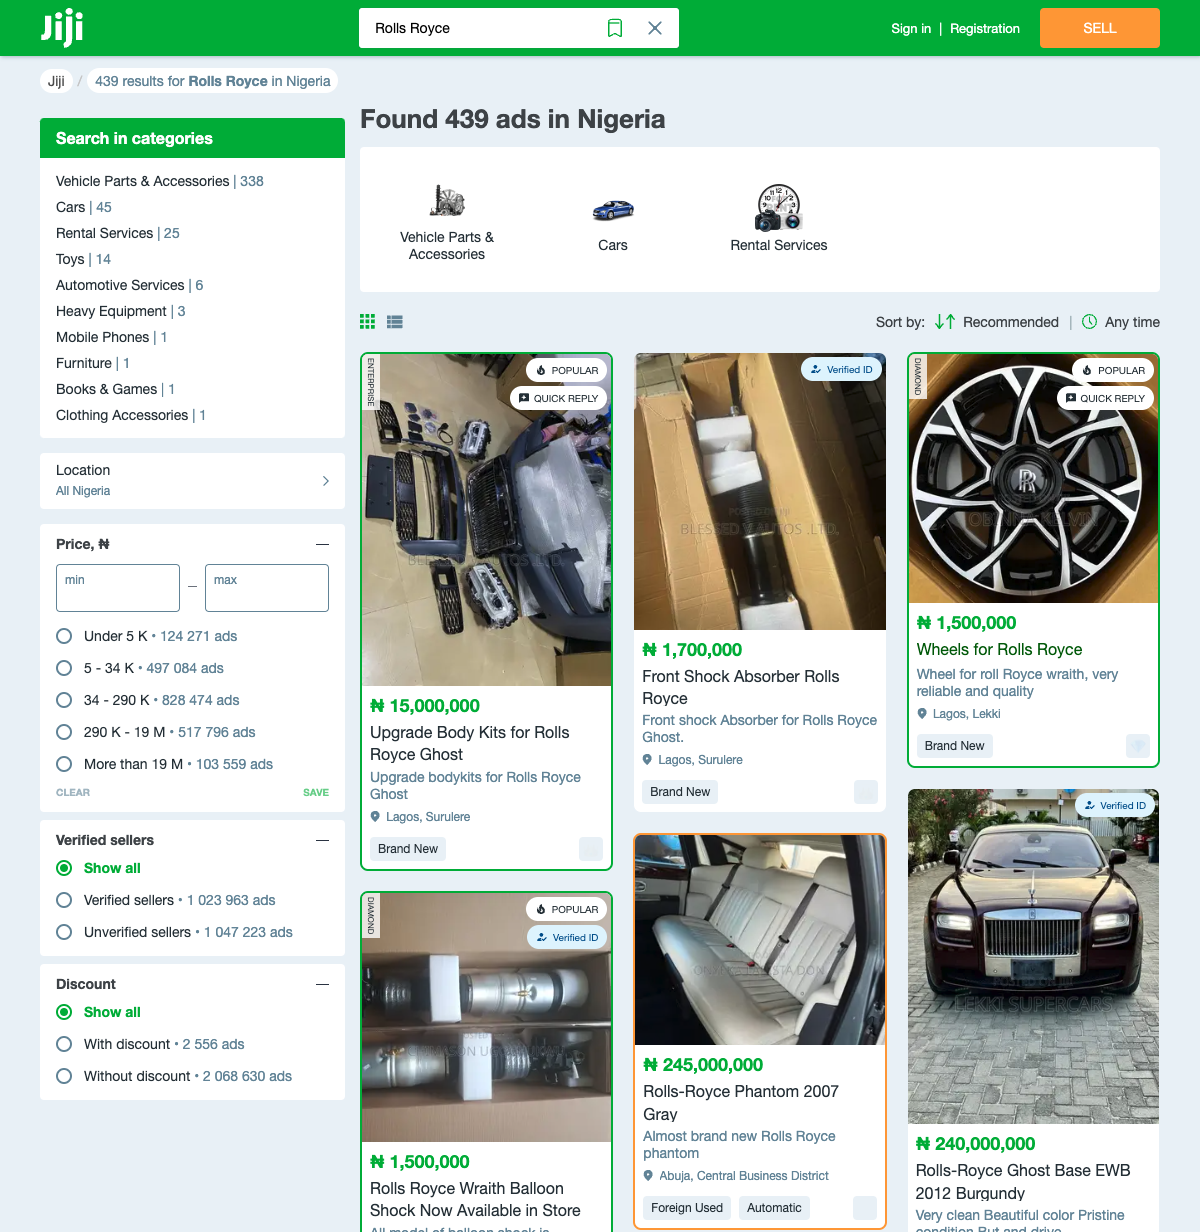 Jiji
Rolls Royce
Sign in | Registration
SELL
Jiji / 439 results for Rolls Royce in Nigeria
Found 439 ads in Nigeria
Search in categories
Vehicle Parts & Accessories | 338
Cars | 45
Rental Services | 25
Toys | 14
Automotive Services | 6
Heavy Equipment | 3
Mobile Phones | 1
Furniture | 1
Books & Games | 1
Clothing Accessories | 1
Location
All Nigeria
Price, ₦
min – max
Under 5 K • 124 271 ads
5 - 34 K • 497 084 ads
34 - 290 K • 828 474 ads
290 K - 19 M • 517 796 ads
More than 19 M • 103 559 ads
CLEAR
SAVE
Verified sellers
Show all
Verified sellers • 1 023 963 ads
Unverified sellers • 1 047 223 ads
Discount
Show all
With discount • 2 556 ads
Without discount • 2 068 630 ads
Vehicle Parts &
Accessories
Cars
Rental Services
Sort by: Recommended | Any time
ENTERPRISE
POPULAR
QUICK REPLY
BLESSED V AUTOS .LTD.
₦ 15,000,000
Upgrade Body Kits for Rolls
Royce Ghost
Upgrade bodykits for Rolls Royce
Ghost
Lagos, Surulere
Brand New
DIAMOND
POPULAR
Verified ID
₦ 1,500,000
Rolls Royce Wraith Balloon
Shock Now Available in Store
Verified ID
POSTED ON JIJI
BLESSED V AUTOS .LTD.
₦ 1,700,000
Front Shock Absorber Rolls
Royce
Front shock Absorber for Rolls Royce
Ghost.
Lagos, Surulere
Brand New
₦ 245,000,000
Rolls-Royce Phantom 2007
Gray
Almost brand new Rolls Royce
phantom
Abuja, Central Business District
Foreign Used
Automatic
DIAMOND
POPULAR
QUICK REPLY
₦ 1,500,000
Wheels for Rolls Royce
Wheel for roll Royce wraith, very
reliable and quality
Lagos, Lekki
Brand New
Verified ID
LEKKI SUPERCARS
₦ 240,000,000
Rolls-Royce Ghost Base EWB
2012 Burgundy
Very clean Beautiful color Pristine
condition But and drive